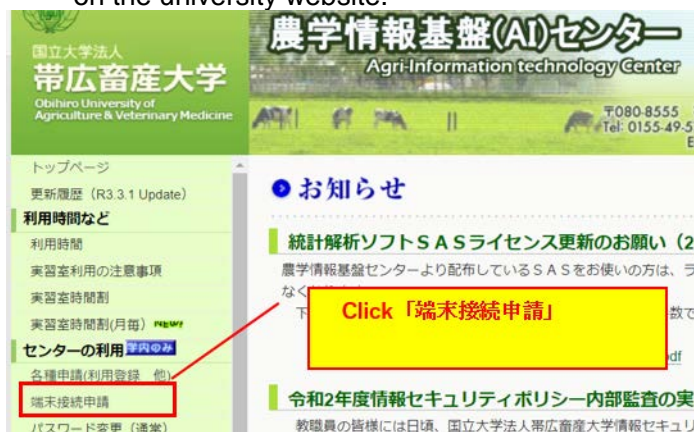 on the university website.
国立大学法人
帯広畜産大学
Obihiro University of
Agriculture & Veterinary Medicine
農学情報基盤(AI)センター
Agri-Information technology Center
〒080-8555
Tel: 0155-49-5
E
トップページ
更新履歴（R3.3.1 Update）
利用時間など
利用時間
実習室利用の注意事項
実習室時間割
実習室時間割(月毎) NEW!
センターの利用 学内のみ
各種申請(利用登録 他)
端末接続申請
パスワード変更（通常）
お知らせ
統計解析ソフトＳＡＳライセンス更新のお願い（2
農学情報基盤センターより配布しているＳＡＳをお使いの方は、ラ
なく
下
数で
Click「端末接続申請」
pdf
令和2年度情報セキュリティポリシー内部監査の実
教職員の皆様には日頃、国立大学法人帯広畜産大学情報セキュリ